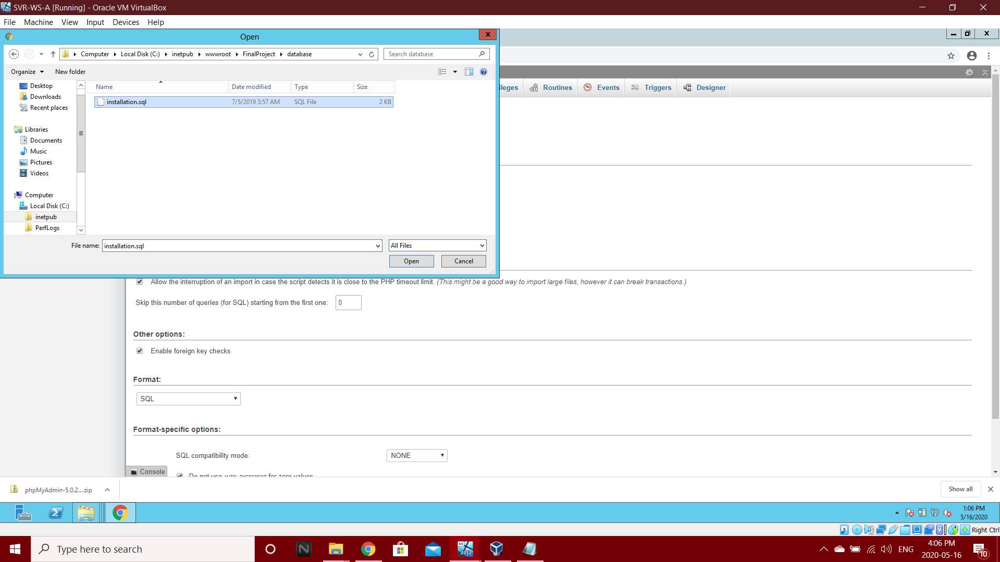 SVR-WS-A [Running] - Oracle VM VirtualBox
File Machine View Input Devices Help
Open
Computer Local Disk (C:) inetpub wwwroot FinalProject database
Search database
Organize New folder
Name Date modified Type Size
installation.sql 7/5/2019 3:57 AM SQL File 2 KB
Desktop
Downloads
Recent places
Libraries
Documents
Music
Pictures
Videos
Computer
Local Disk (C:)
inetpub
PerfLogs
File name: installation.sql All Files
Open Cancel
ileges Routines Events Triggers Designer
Allow the interruption of an import in case the script detects it is close to the PHP timeout limit. (This might be a good way to import large files, however it can break transactions.)
Skip this number of queries (for SQL) starting from the first one: 0
Other options:
Enable foreign key checks
Format:
SQL
Format-specific options:
SQL compatibility mode: NONE
Console
Do not use AUTO_INCREMENT for zero values
phpMyAdmin-5.0.2....zip
Show all
1:06 PM
5/16/2020
Right Ctrl
Type here to search
64
2012
ENG
4:06 PM
2020-05-16
10